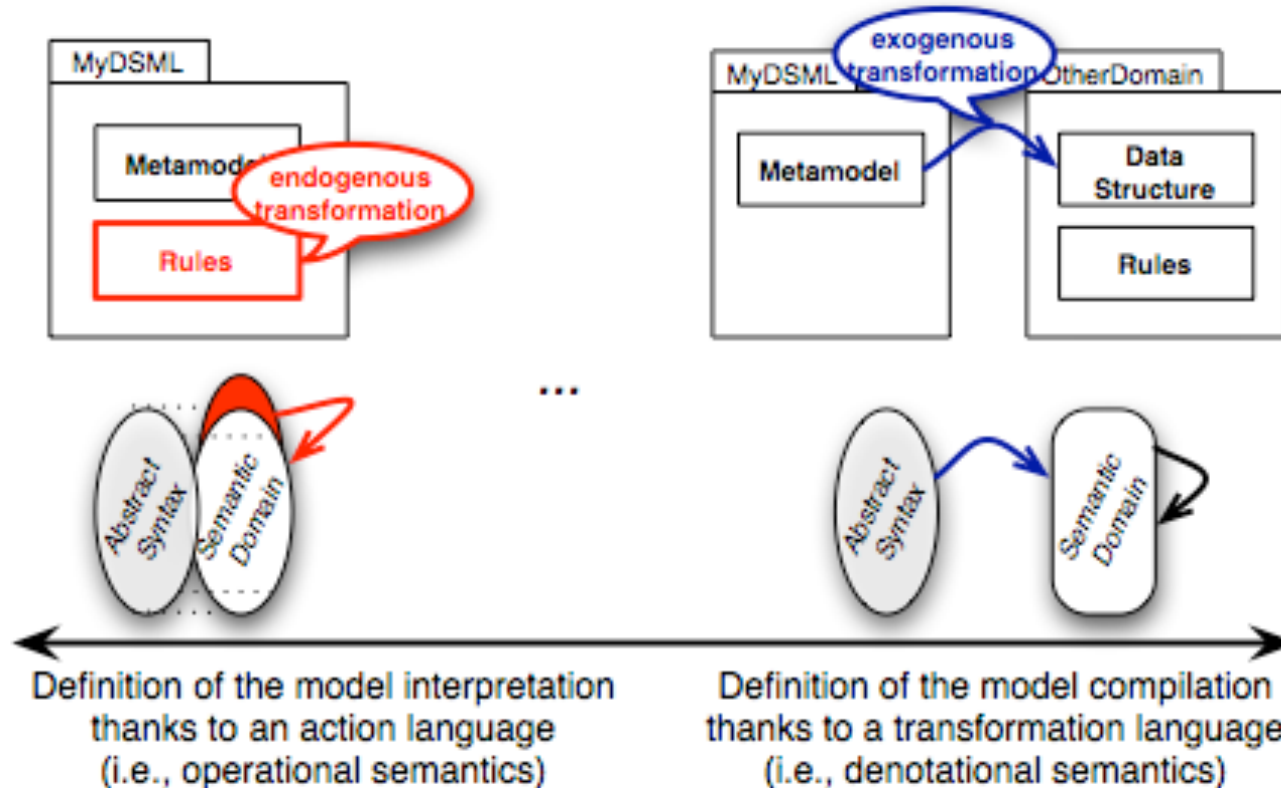 MyDSML
Metamodel
endogenous
transformation
Rules
exogenous
transformation
MyDSML
OtherDomain
Metamodel
Data
Structure
Rules
...
Abstract
Syntax
Semantic
Domain
Abstract
Syntax
Semantic
Domain
Definition of the model interpretation
thanks to an action language
(i.e., operational semantics)
Definition of the model compilation
thanks to a transformation language
(i.e., denotational semantics)